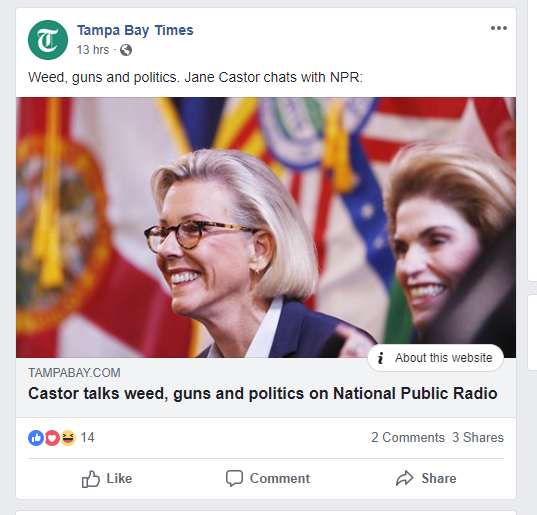 Tampa Bay Times
13 hrs ·
Weed, guns and politics. Jane Castor chats with NPR:
i About this website
TAMPABAY.COM
Castor talks weed, guns and politics on National Public Radio
14 2 Comments 3 Shares
Like Comment Share